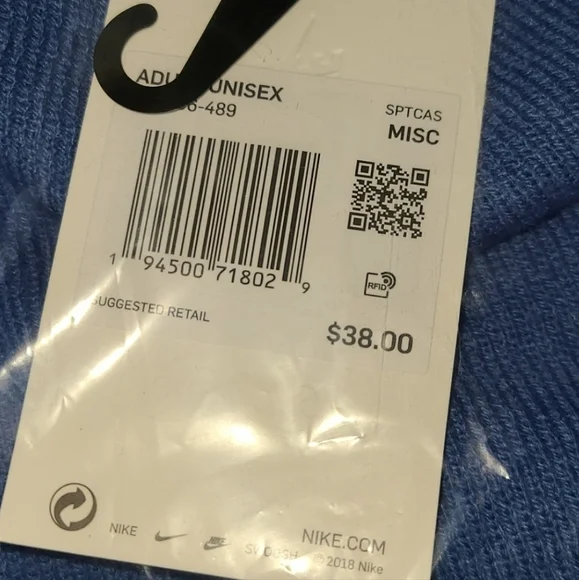 UNISEX
6-489
SPTCAS
MISC
1 94500 71802 9
RFID
SUGGESTED RETAIL
$38.00
NIKE
NIKE.COM
SWOOSH © 2018 Nike